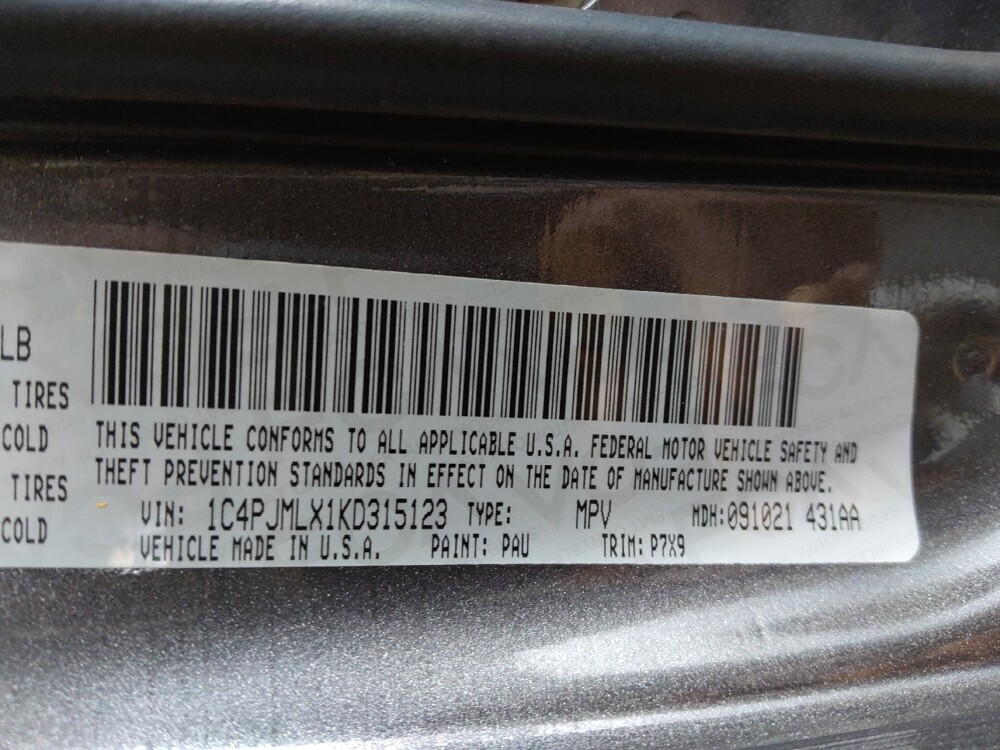 LB
TIRES
COLD
TIRES
COLD
THIS VEHICLE CONFORMS TO ALL APPLICABLE U.S.A. FEDERAL MOTOR VEHICLE SAFETY AND
THEFT PREVENTION STANDARDS IN EFFECT ON THE DATE OF MANUFACTURE SHOWN ABOVE.
VIN: 1C4PJMLX1KD315123 TYPE: MPV MDH:091021 431AA
VEHICLE MADE IN U.S.A. PAINT: PAU TRIM: P7X9